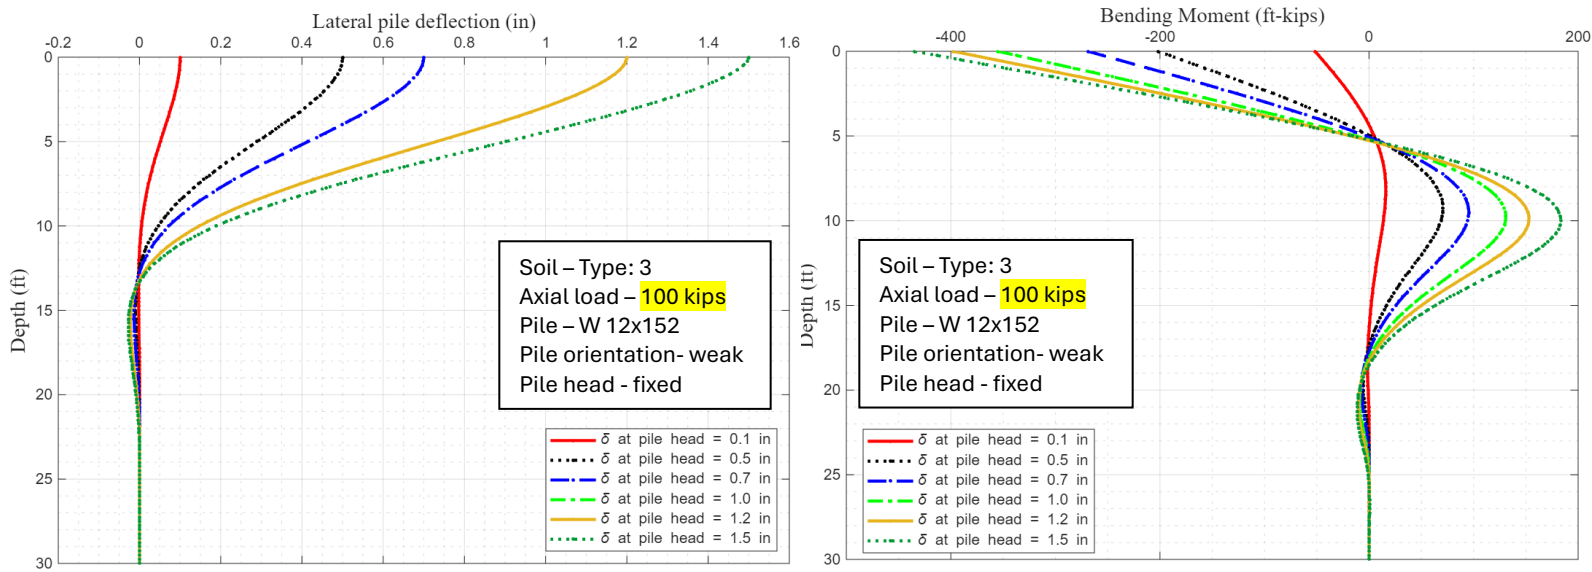 Lateral pile deflection (in)
-0.2 0 0.2 0.4 0.6 0.8 1 1.2 1.4 1.6
0
5
10
15
20
25
30
Depth (ft)
Soil – Type: 3
Axial load – 100 kips
Pile – W 12x152
Pile orientation- weak
Pile head - fixed
δ at pile head = 0.1 in
δ at pile head = 0.5 in
δ at pile head = 0.7 in
δ at pile head = 1.0 in
δ at pile head = 1.2 in
δ at pile head = 1.5 in
Bending Moment (ft-kips)
-400 -200 0 200
0
5
10
15
20
25
30
Depth (ft)
Soil – Type: 3
Axial load – 100 kips
Pile – W 12x152
Pile orientation- weak
Pile head - fixed
δ at pile head = 0.1 in
δ at pile head = 0.5 in
δ at pile head = 0.7 in
δ at pile head = 1.0 in
δ at pile head = 1.2 in
δ at pile head = 1.5 in